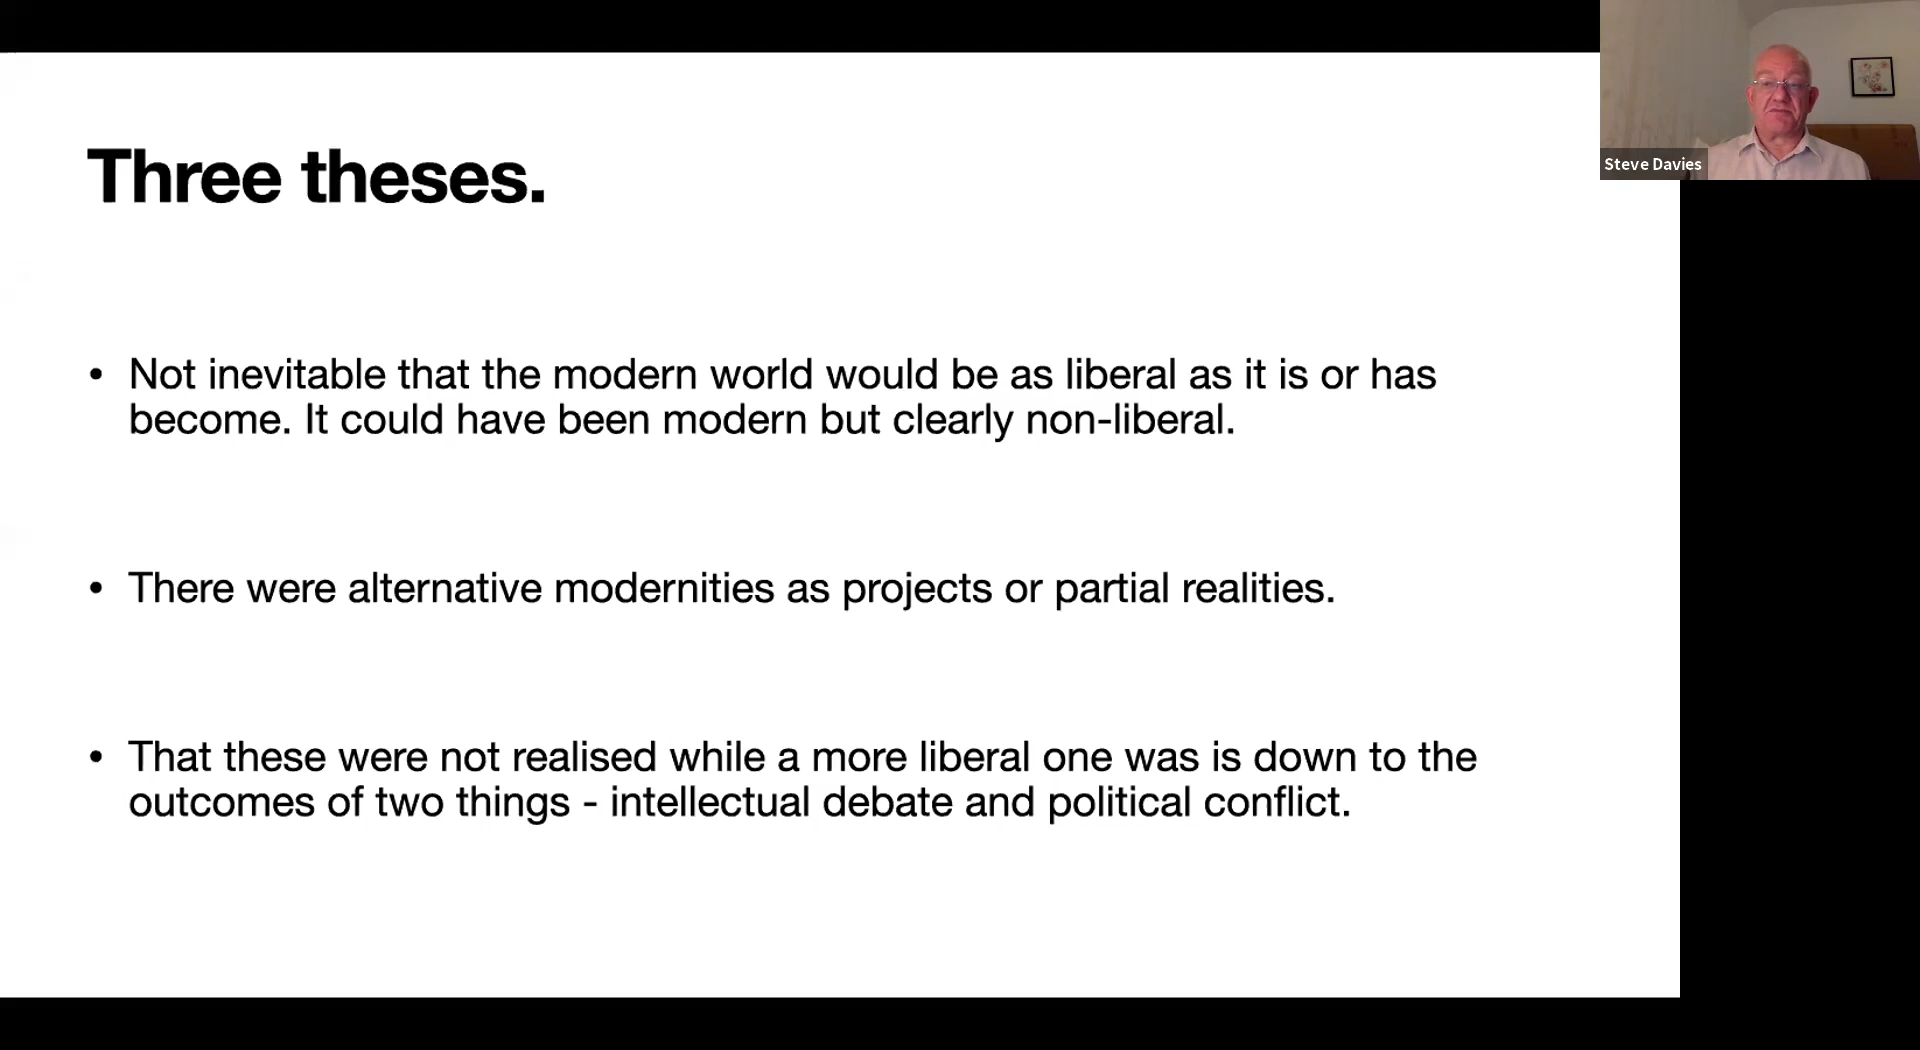 Three theses.
• Not inevitable that the modern world would be as liberal as it is or has
become. It could have been modern but clearly non-liberal.
• There were alternative modernities as projects or partial realities.
• That these were not realised while a more liberal one was is down to the
outcomes of two things - intellectual debate and political conflict.
Steve Davies